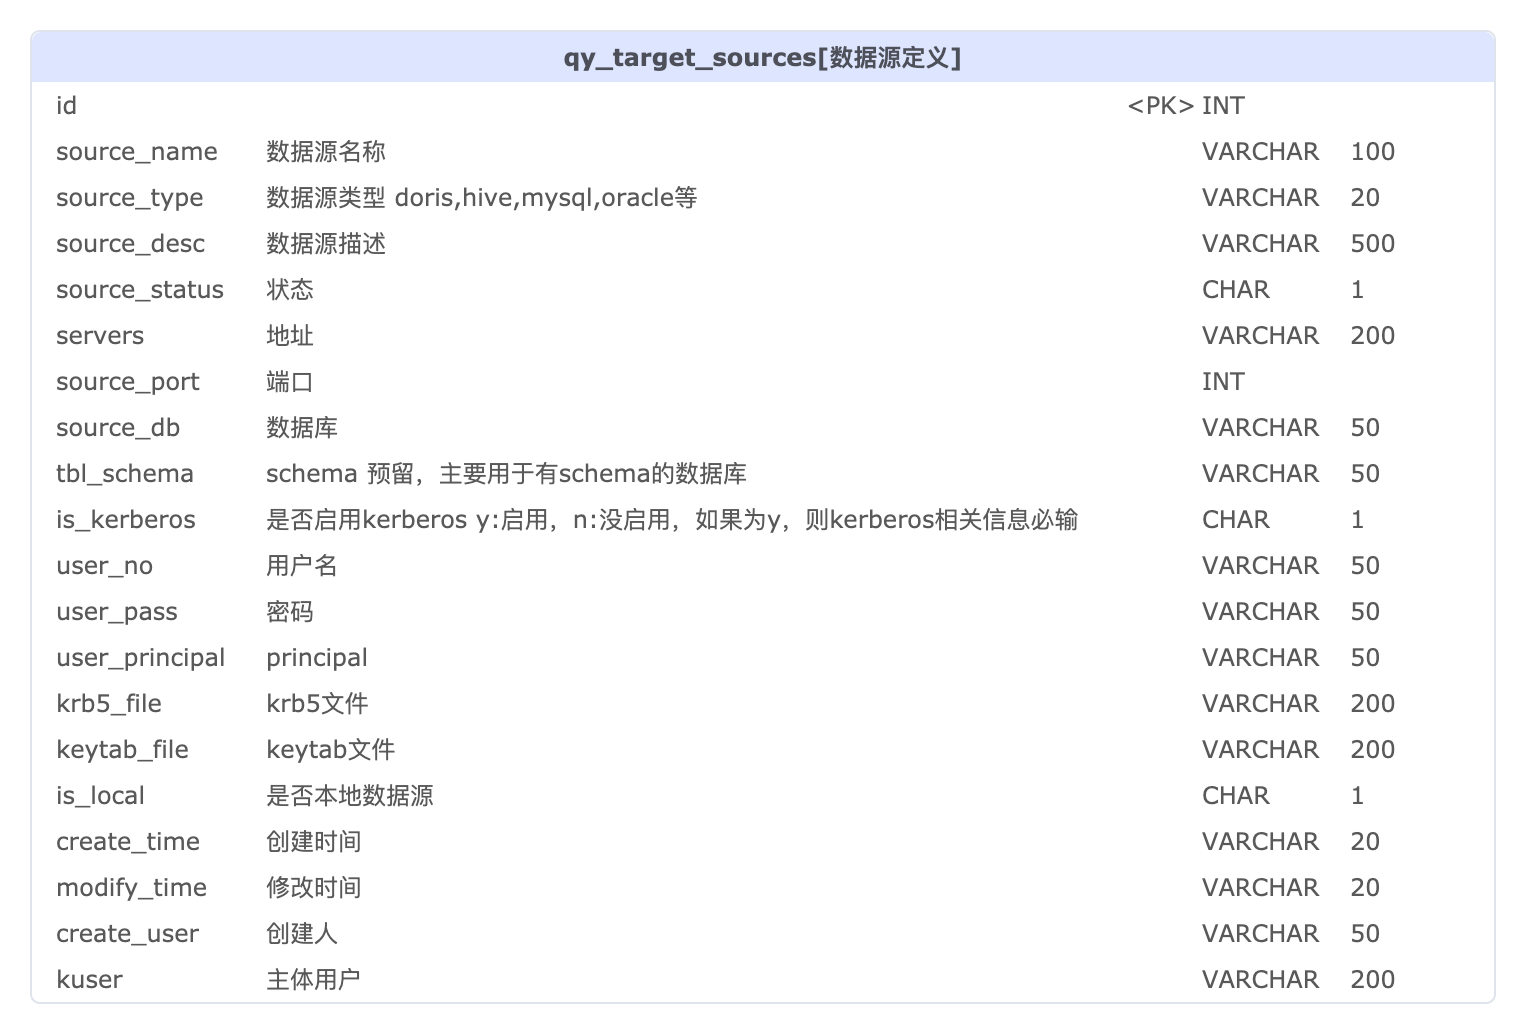 qy_target_sources[数据源定义]
id <PK> INT
source_name 数据源名称 VARCHAR 100
source_type 数据源类型 doris,hive,mysql,oracle等 VARCHAR 20
source_desc 数据源描述 VARCHAR 500
source_status 状态 CHAR 1
servers 地址 VARCHAR 200
source_port 端口 INT
source_db 数据库 VARCHAR 50
tbl_schema schema 预留，主要用于有schema的数据库 VARCHAR 50
is_kerberos 是否启用kerberos y:启用，n:没启用，如果为y，则kerberos相关信息必输 CHAR 1
user_no 用户名 VARCHAR 50
user_pass 密码 VARCHAR 50
user_principal principal VARCHAR 50
krb5_file krb5文件 VARCHAR 200
keytab_file keytab文件 VARCHAR 200
is_local 是否本地数据源 CHAR 1
create_time 创建时间 VARCHAR 20
modify_time 修改时间 VARCHAR 20
create_user 创建人 VARCHAR 50
kuser 主体用户 VARCHAR 200